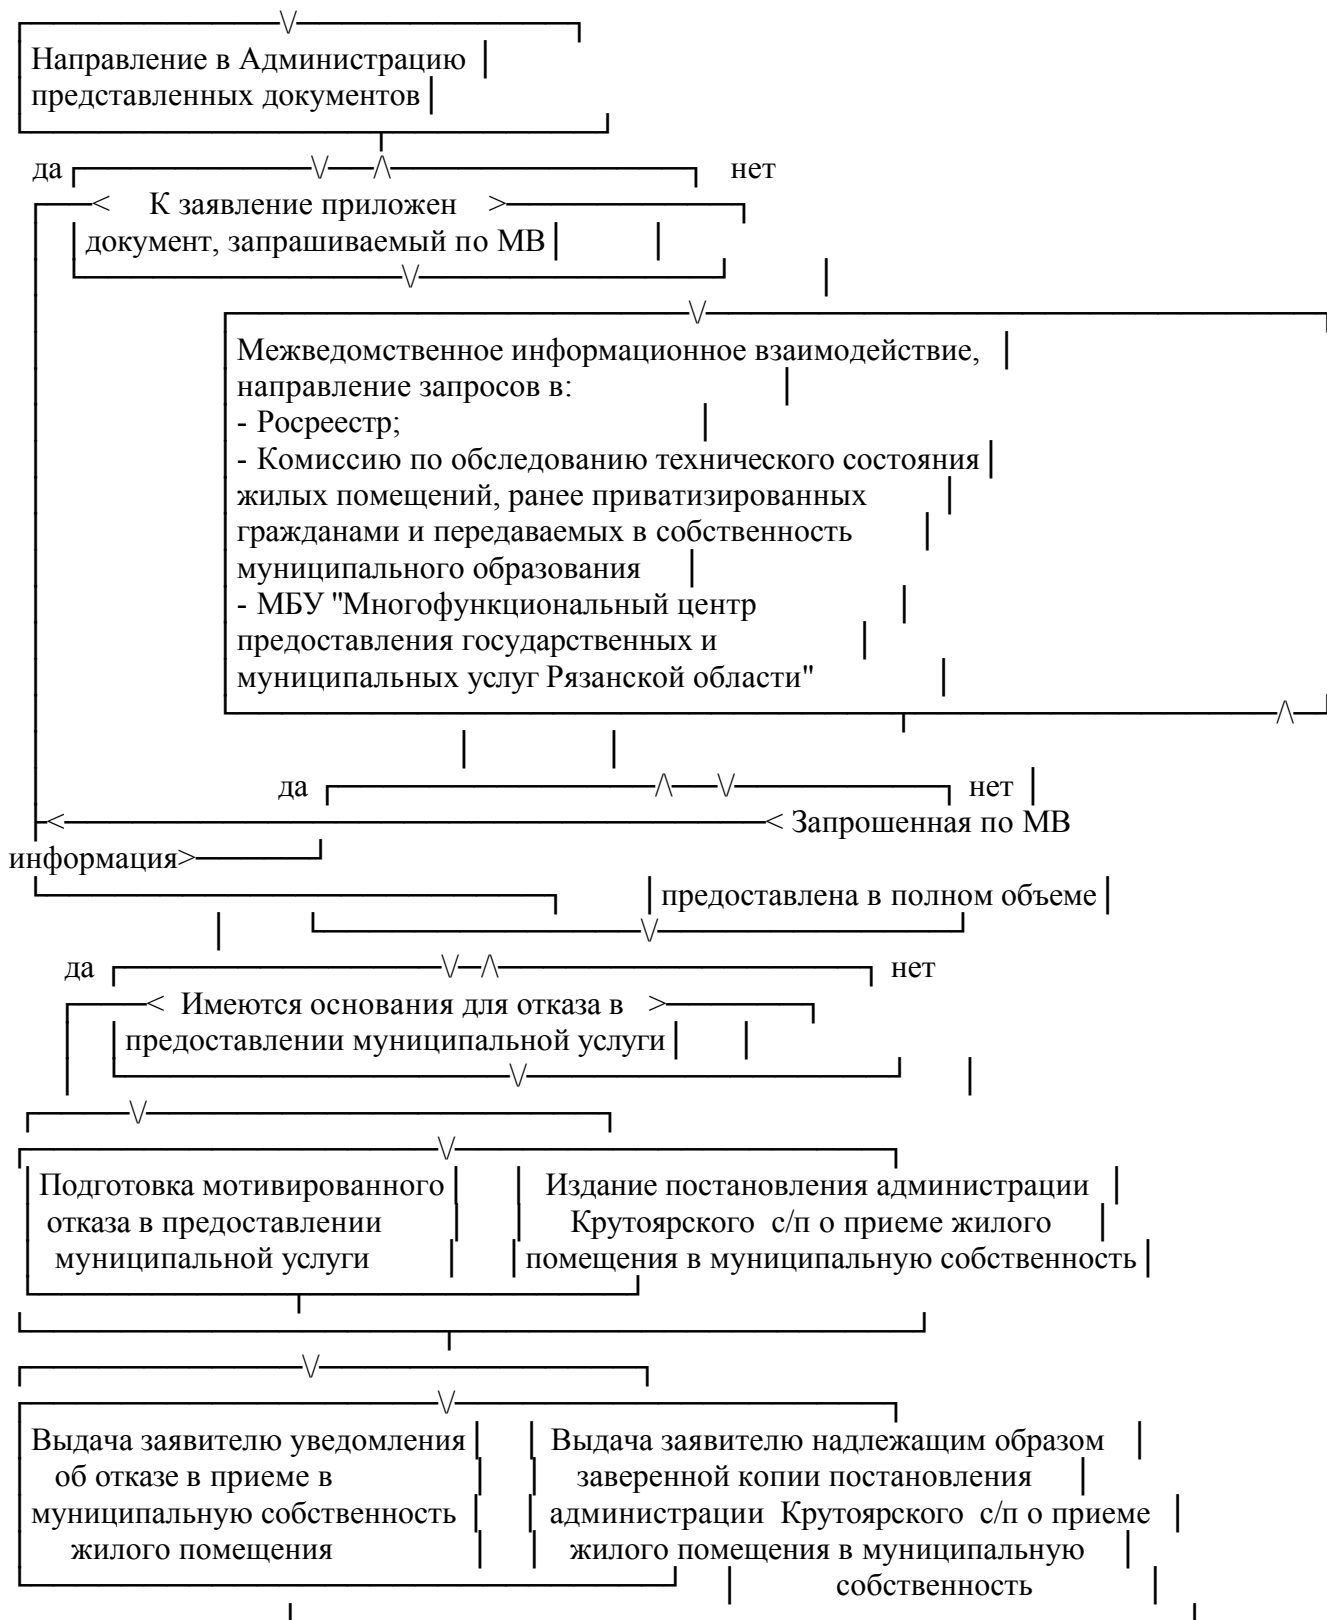 Направление в Администрацию
представленных документов
да нет
К заявление приложен
документ, запрашиваемый по МВ
Межведомственное информационное взаимодействие,
направление запросов в:
- Росреестр;
- Комиссию по обследованию технического состояния
жилых помещений, ранее приватизированных
гражданами и передаваемых в собственность
муниципального образования
- МБУ "Многофункциональный центр
предоставления государственных и
муниципальных услуг Рязанской области"
да нет
Запрошенная по МВ
информация
предоставлена в полном объеме
да нет
Имеются основания для отказа в
предоставлении муниципальной услуги
Подготовка мотивированного Издание постановления администрации
отказа в предоставлении Крутоярского с/п о приеме жилого
муниципальной услуги помещения в муниципальную собственность
Выдача заявителю уведомления Выдача заявителю надлежащим образом
об отказе в приеме в заверенной копии постановления
муниципальную собственность администрации Крутоярского с/п о приеме
жилого помещения жилого помещения в муниципальную
собственность